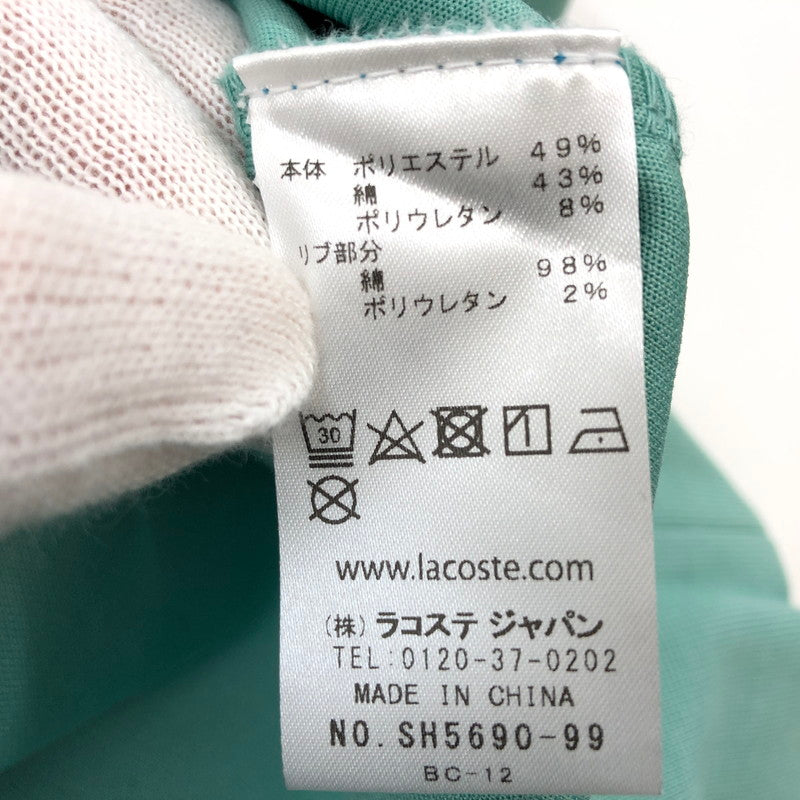 本体 ポリエステル 49%
綿 43%
ポリウレタン 8%
リブ部分
綿 98%
ポリウレタン 2%
30
www.lacoste.com
(株) ラコステ ジャパン
TEL:0120-37-0202
MADE IN CHINA
NO. SH5690-99
BC-12